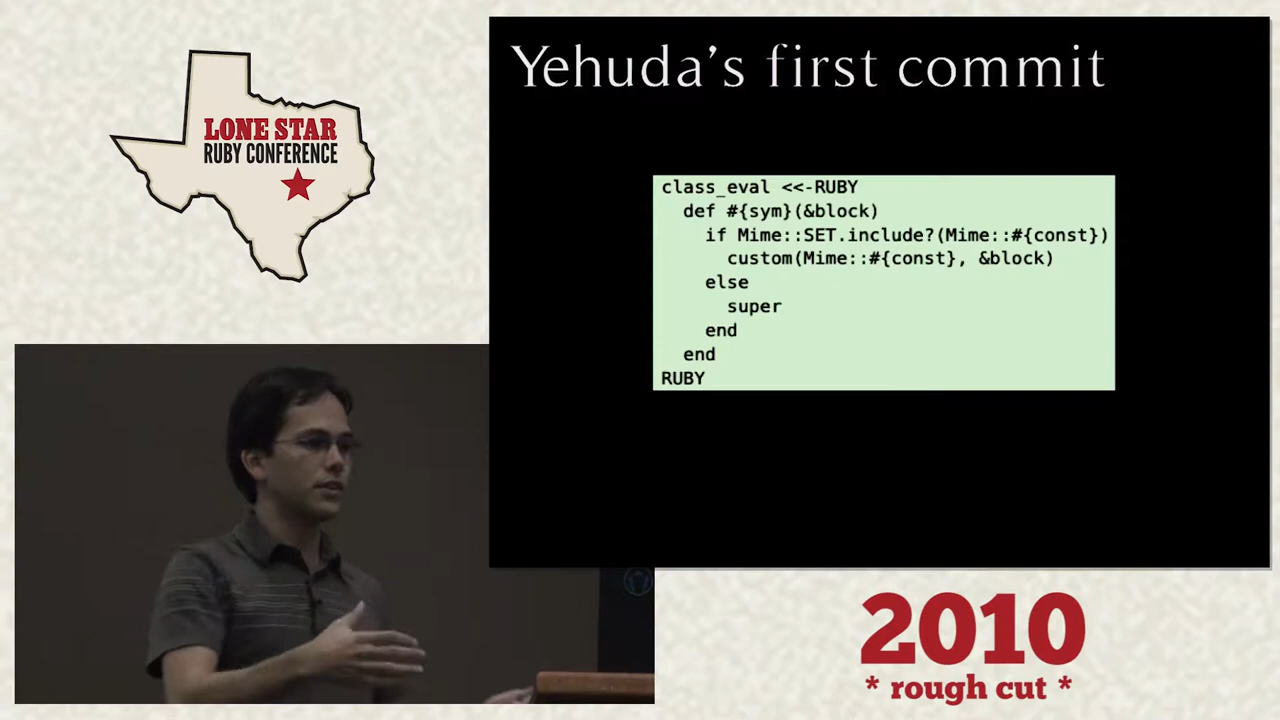 LONE STAR
RUBY CONFERENCE
Yehuda's first commit
class_eval <<-RUBY
  def #{sym}(&block)
    if Mime::SET.include?(Mime::#{const})
      custom(Mime::#{const}, &block)
    else
      super
    end
  end
RUBY
2010
* rough cut *